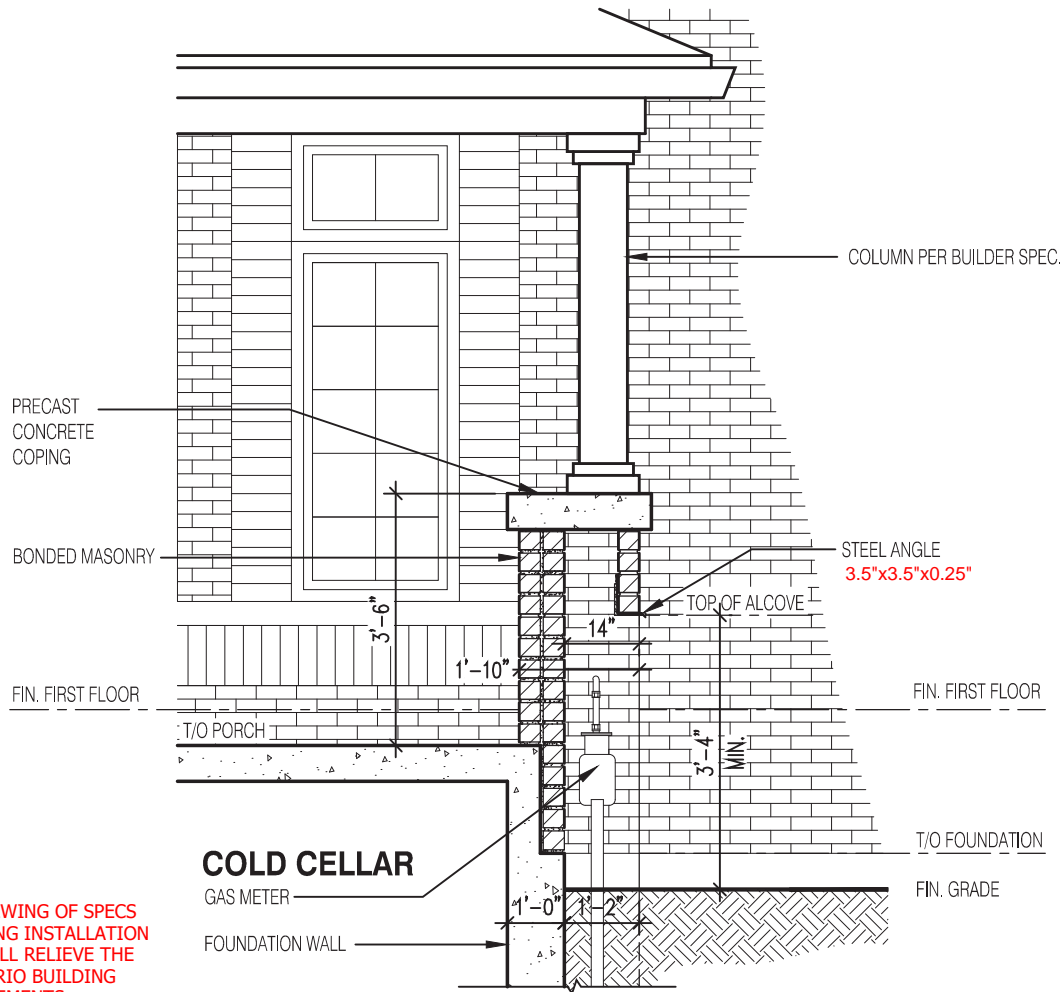 COLUMN PER BUILDER SPEC.
PRECAST
CONCRETE
COPING
BONDED MASONRY
STEEL ANGLE
3.5"x3.5"x0.25"
TOP OF ALCOVE
3'-6"
14"
1'-10"
FIN. FIRST FLOOR
FIN. FIRST FLOOR
T/O PORCH
3'-4"
MIN.
T/O FOUNDATION
COLD CELLAR
GAS METER
FIN. GRADE
1'-0"
1'-2"
FOUNDATION WALL
WING OF SPECS
NG INSTALLATION
LL RELIEVE THE
RIO BUILDING